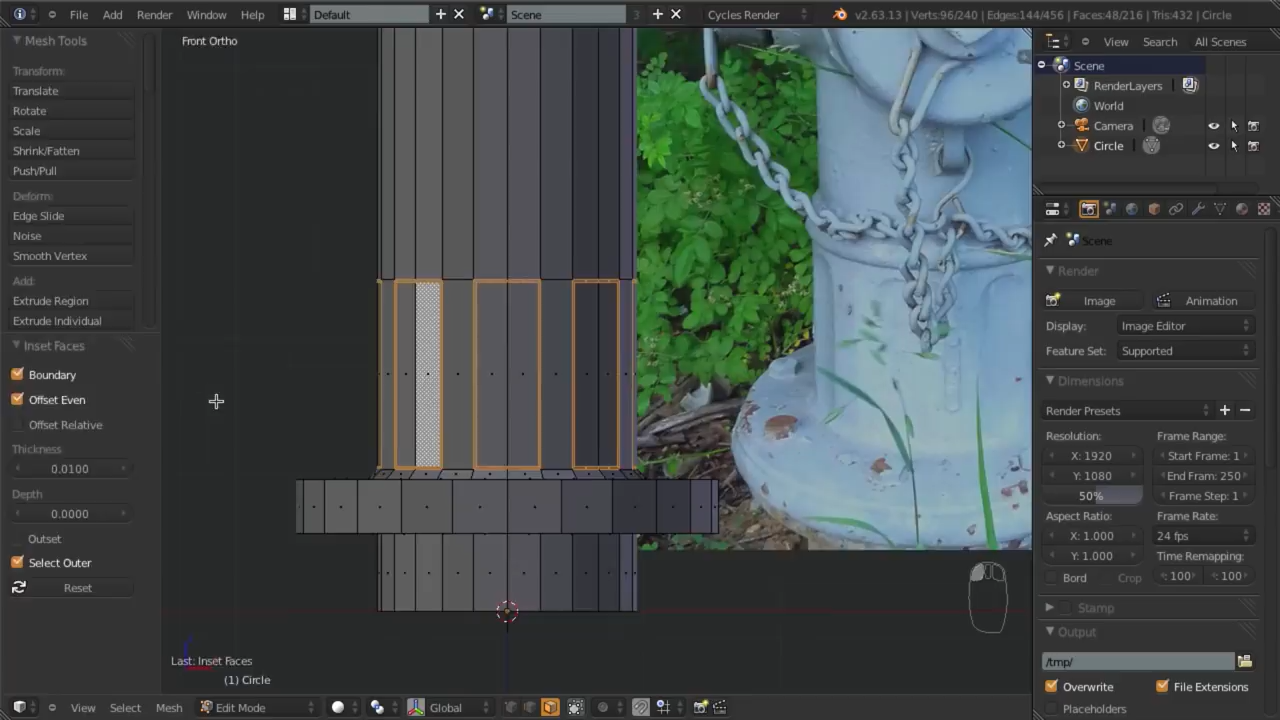 File Add Render Window Help Default Scene 3 Cycles Render v2.63.13 | Verts:96/240 | Edges:144/456 | Faces:48/216 | Tris:432 | Circle
Mesh Tools
Transform:
Translate
Rotate
Scale
Shrink/Fatten
Push/Pull
Deform:
Edge Slide
Noise
Smooth Vertex
Add:
Extrude Region
Extrude Individual
Inset Faces
Boundary
Offset Even
Offset Relative
Thickness
0.0100
Depth
0.0000
Outset
Select Outer
Reset
Front Ortho
Last: Inset Faces
(1) Circle
View Select Mesh Edit Mode Global
View Search All Scenes
Scene
RenderLayers
World
Camera
Circle
Scene
Render
Image Animation
Display: Image Editor
Feature Set: Supported
Dimensions
Render Presets
Resolution: Frame Range:
X: 1920 Start Frame: 1
Y: 1080 End Fram: 250
50% Frame Step: 1
Aspect Ratio: Frame Rate:
X: 1.000 24 fps
Y: 1.000 Time Remapping:
Bord Crop : 100 : 100
Stamp
Output
/tmp/
Overwrite File Extensions
Placeholders